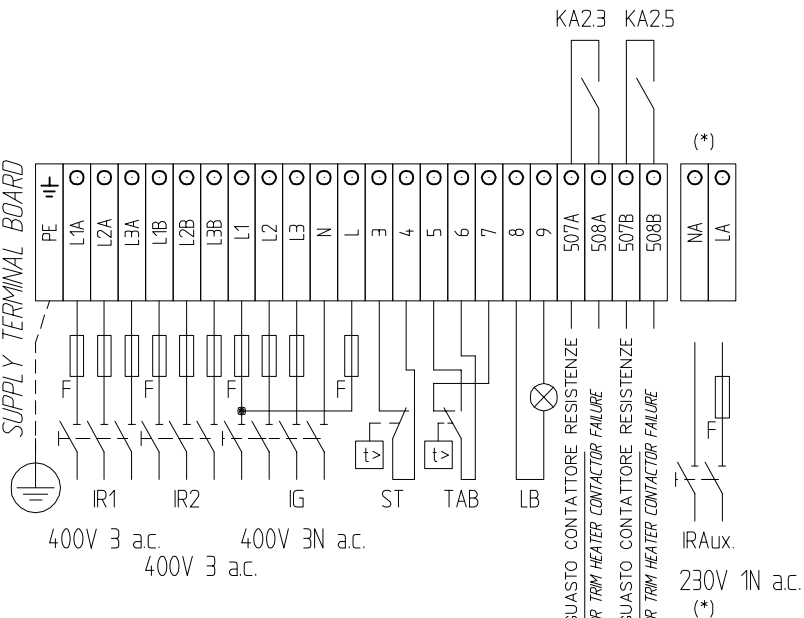 KA2.3 KA2.5
(*)
SUPPLY TERMINAL BOARD
PE L1A L2A L3A L1B L2B L3B L1 L2 L3 N L 3 4 5 6 7 8 9 507A 508A 507B 508B NA LA
F F F F F
t> t>
IR1 IR2 IG ST TAB LB IRAux.
400V 3 a.c. 400V 3N a.c.
400V 3 a.c.
230V 1N a.c.
(*)
CONTATTORE RESISTENZE
TRIM HEATER CONTACTOR FAILURE
CONTATTORE RESISTENZE
TRIM HEATER CONTACTOR FAILURE